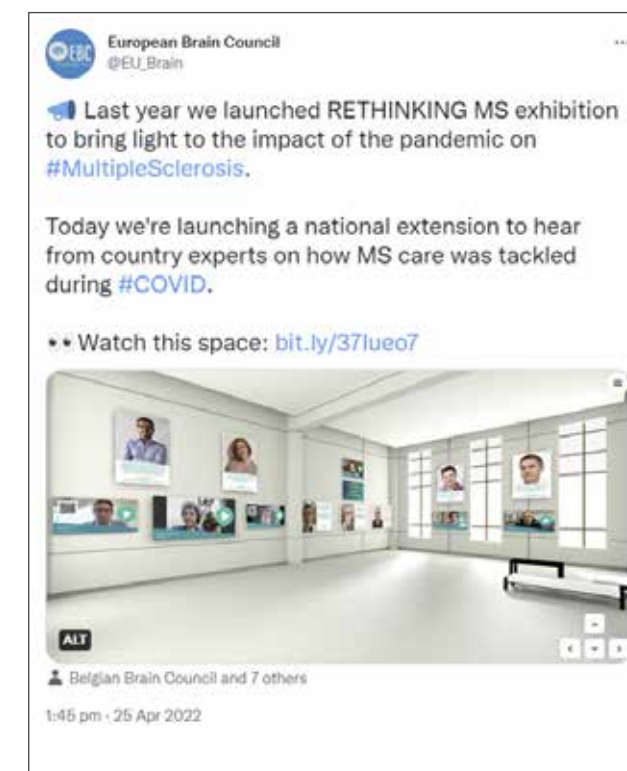 EBC
European Brain Council
@EU_Brain
📢 Last year we launched RETHINKING MS exhibition
to bring light to the impact of the pandemic on
#MultipleSclerosis.
Today we're launching a national extension to hear
from country experts on how MS care was tackled
during #COVID.
👀 Watch this space: bit.ly/37Iueo7
ALT
Belgian Brain Council and 7 others
1:45 pm · 25 Apr 2022